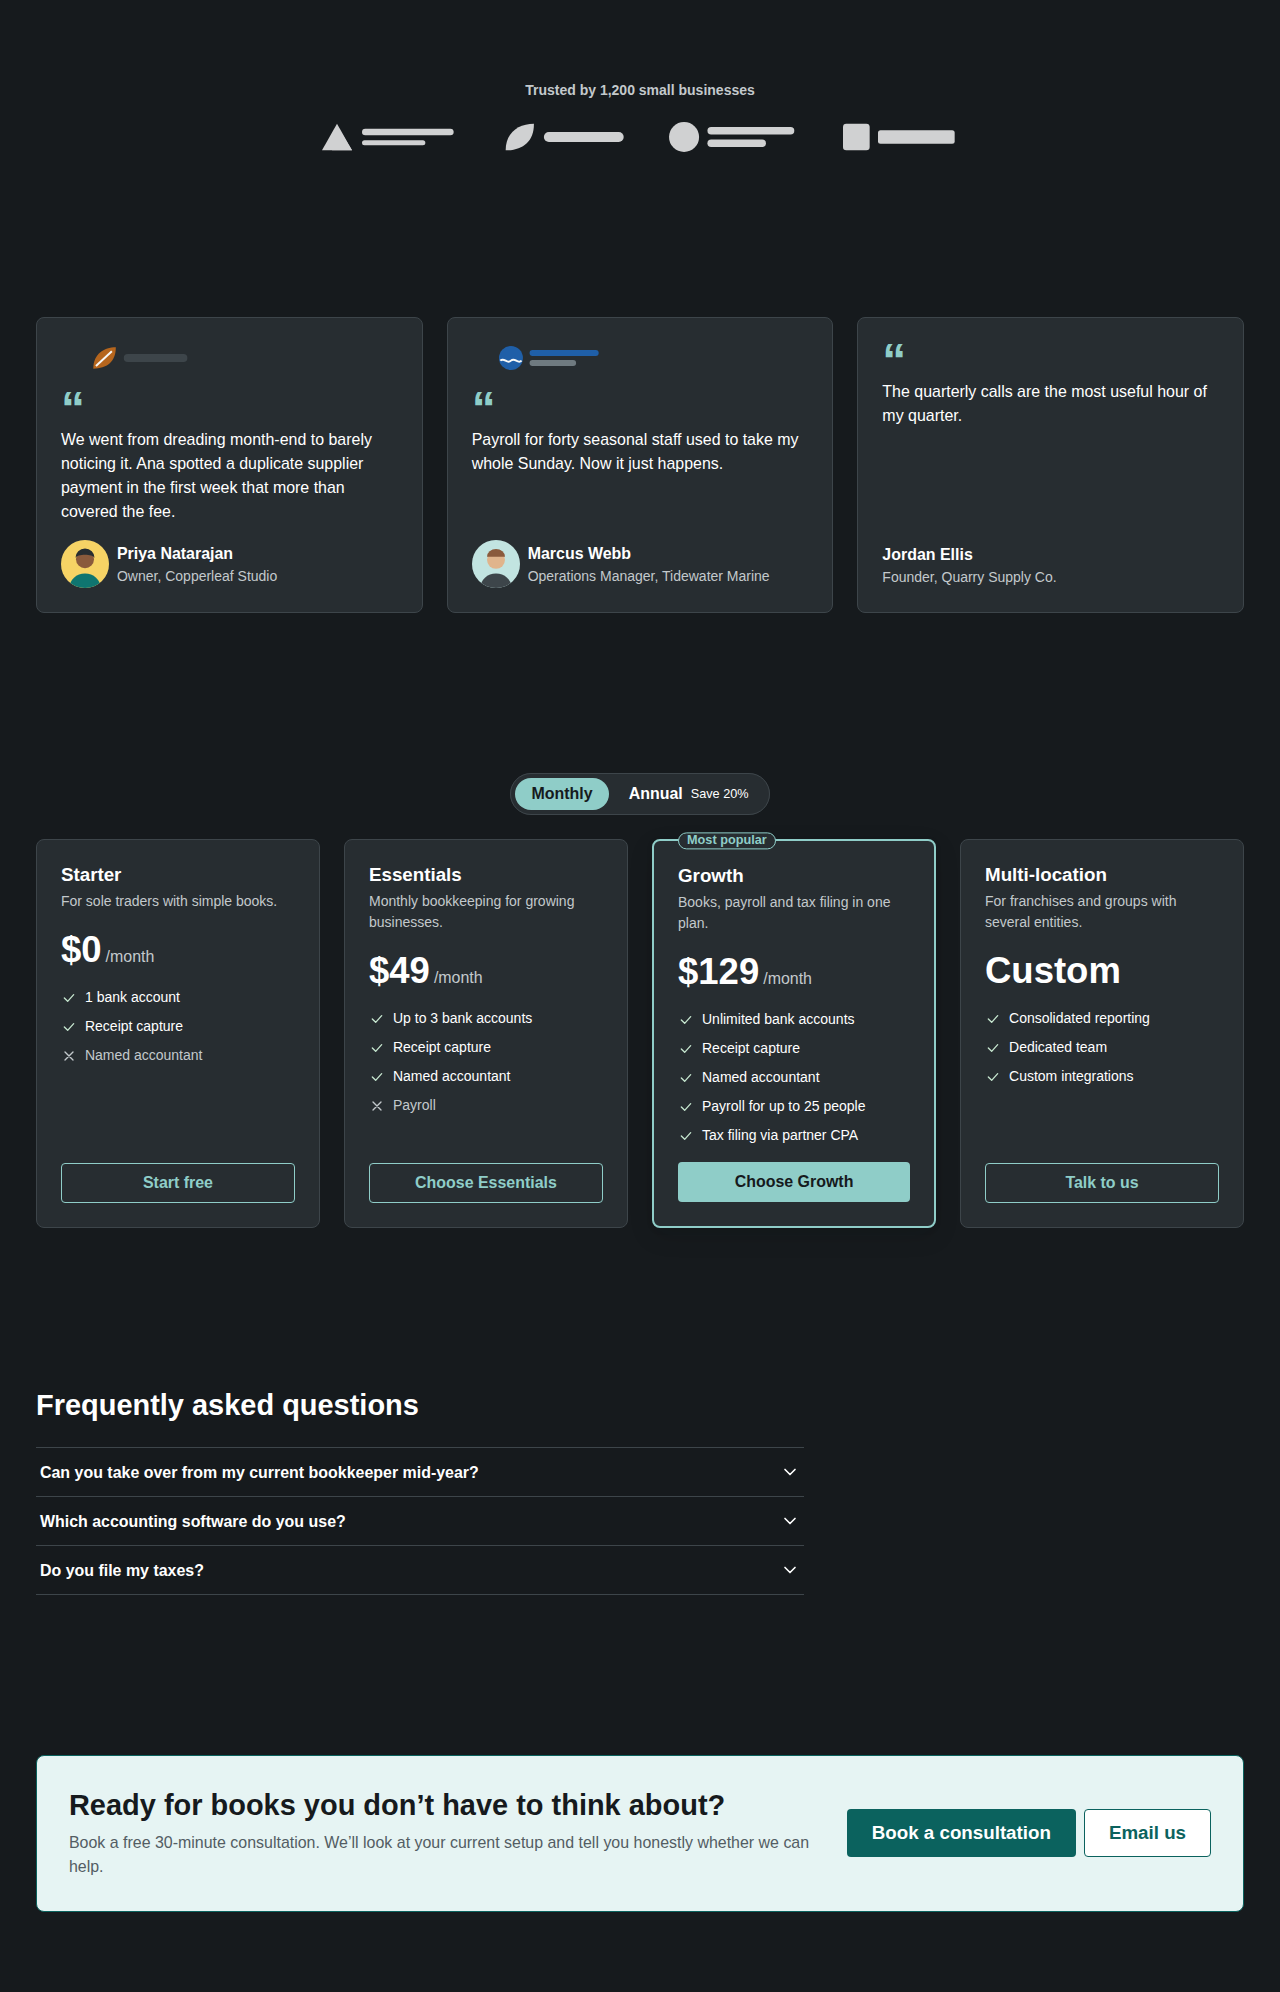 Trusted by 1,200 small businesses
“
We went from dreading month-end to barely
noticing it. Ana spotted a duplicate supplier
payment in the first week that more than
covered the fee.
Priya Natarajan
Owner, Copperleaf Studio
“
Payroll for forty seasonal staff used to take my
whole Sunday. Now it just happens.
Marcus Webb
Operations Manager, Tidewater Marine
“
The quarterly calls are the most useful hour of
my quarter.
Jordan Ellis
Founder, Quarry Supply Co.
Monthly Annual Save 20%
Starter
For sole traders with simple books.
$0 /month
1 bank account
Receipt capture
Named accountant
Start free
Essentials
Monthly bookkeeping for growing
businesses.
$49 /month
Up to 3 bank accounts
Receipt capture
Named accountant
Payroll
Choose Essentials
Most popular
Growth
Books, payroll and tax filing in one
plan.
$129 /month
Unlimited bank accounts
Receipt capture
Named accountant
Payroll for up to 25 people
Tax filing via partner CPA
Choose Growth
Multi-location
For franchises and groups with
several entities.
Custom
Consolidated reporting
Dedicated team
Custom integrations
Talk to us
Frequently asked questions
Can you take over from my current bookkeeper mid-year?
Which accounting software do you use?
Do you file my taxes?
Ready for books you don’t have to think about?
Book a free 30-minute consultation. We’ll look at your current setup and tell you honestly whether we can
help.
Book a consultation
Email us